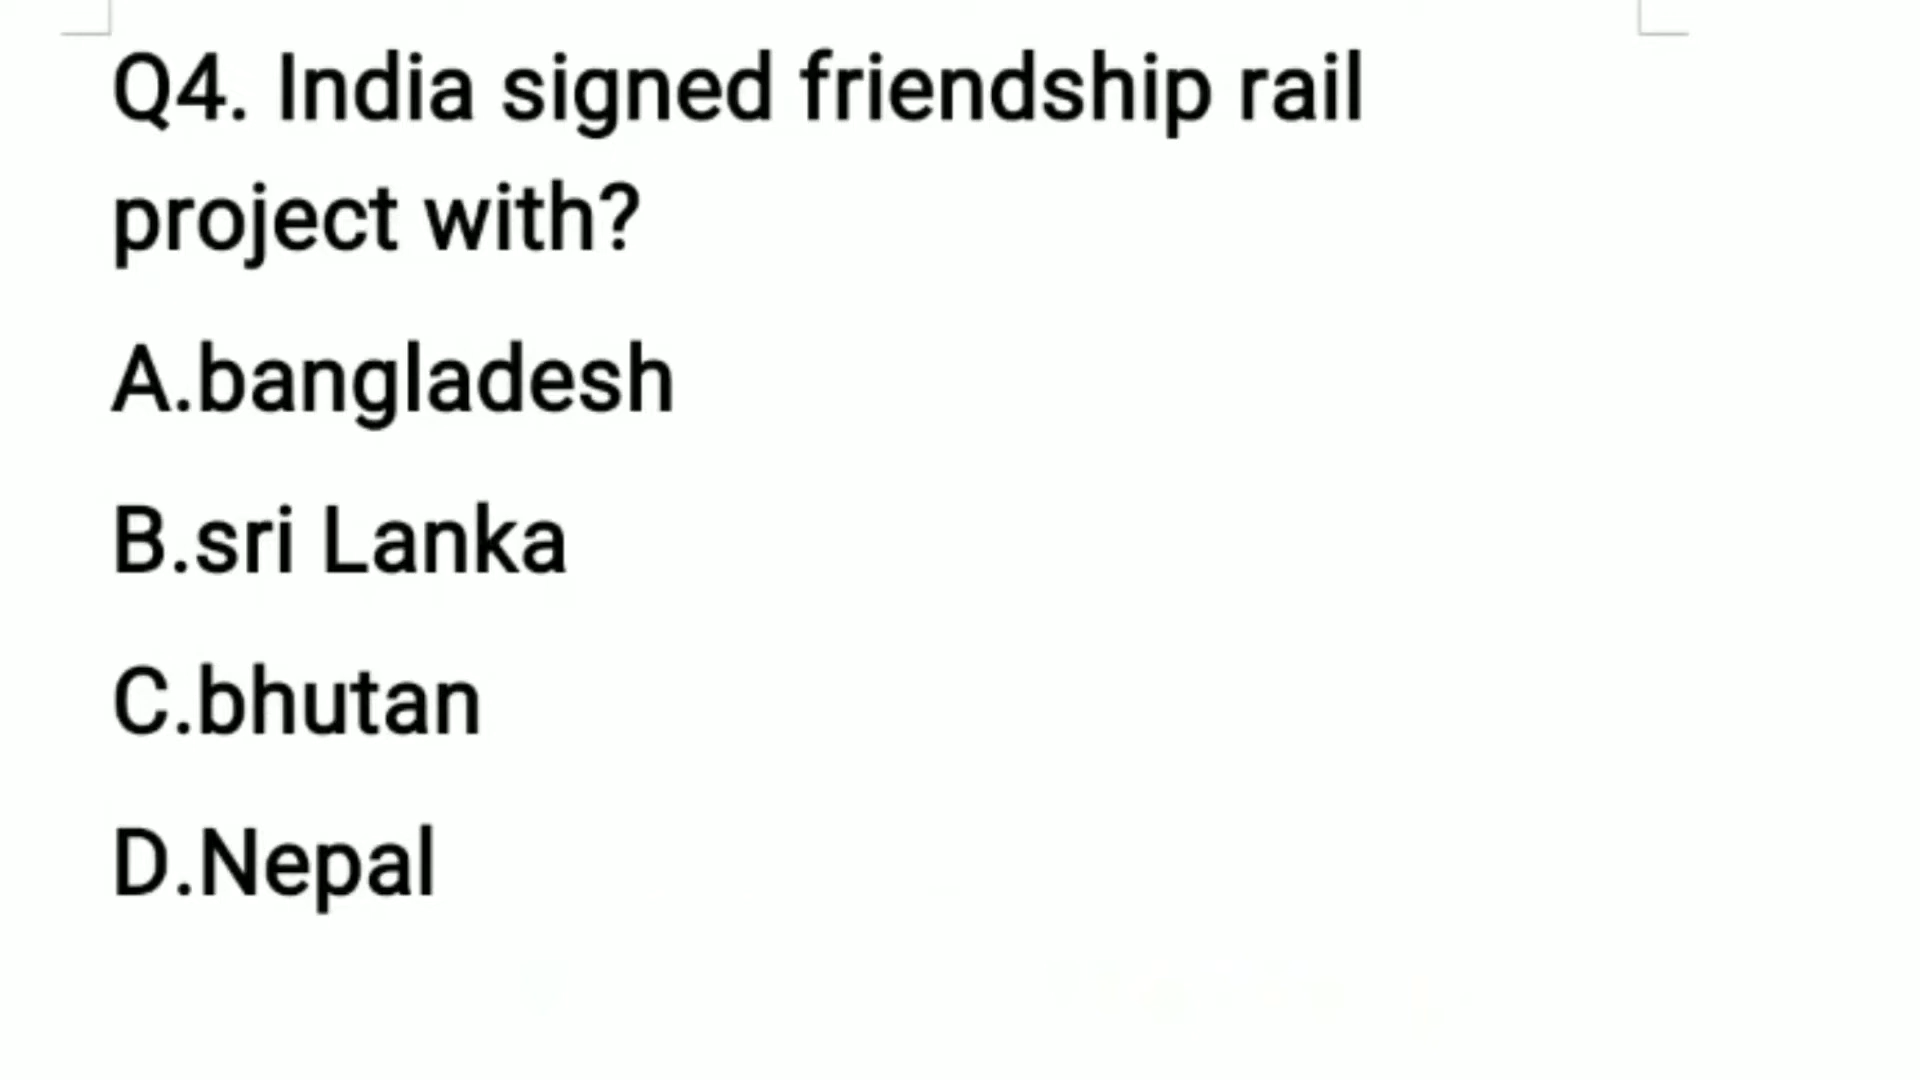 Q4. India signed friendship rail
project with?
A.bangladesh
B.sri Lanka
C.bhutan
D.Nepal